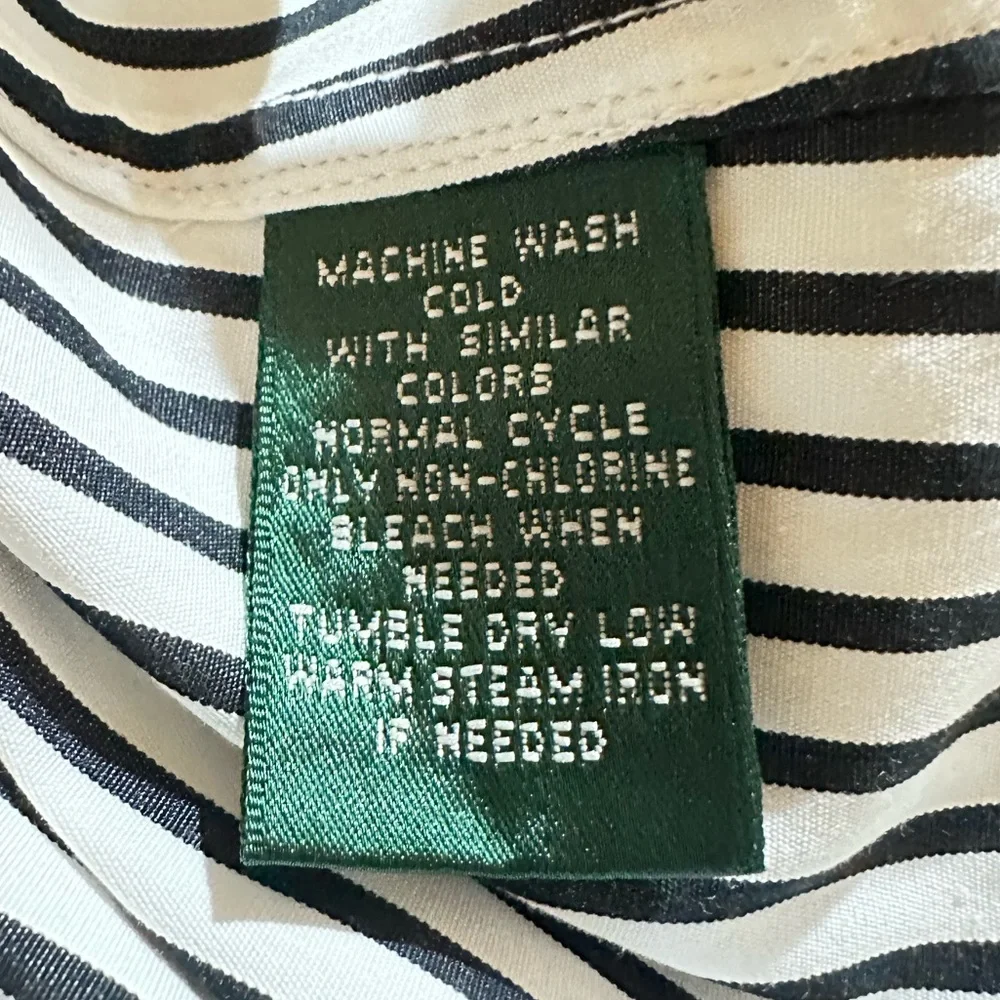 MACHINE WASH
COLD
WITH SIMILAR
COLORS
NORMAL CYCLE
ONLY NON-CHLORINE
BLEACH WHEN
NEEDED
TUMBLE DRY LOW
WARM STEAM IRON
IF NEEDED